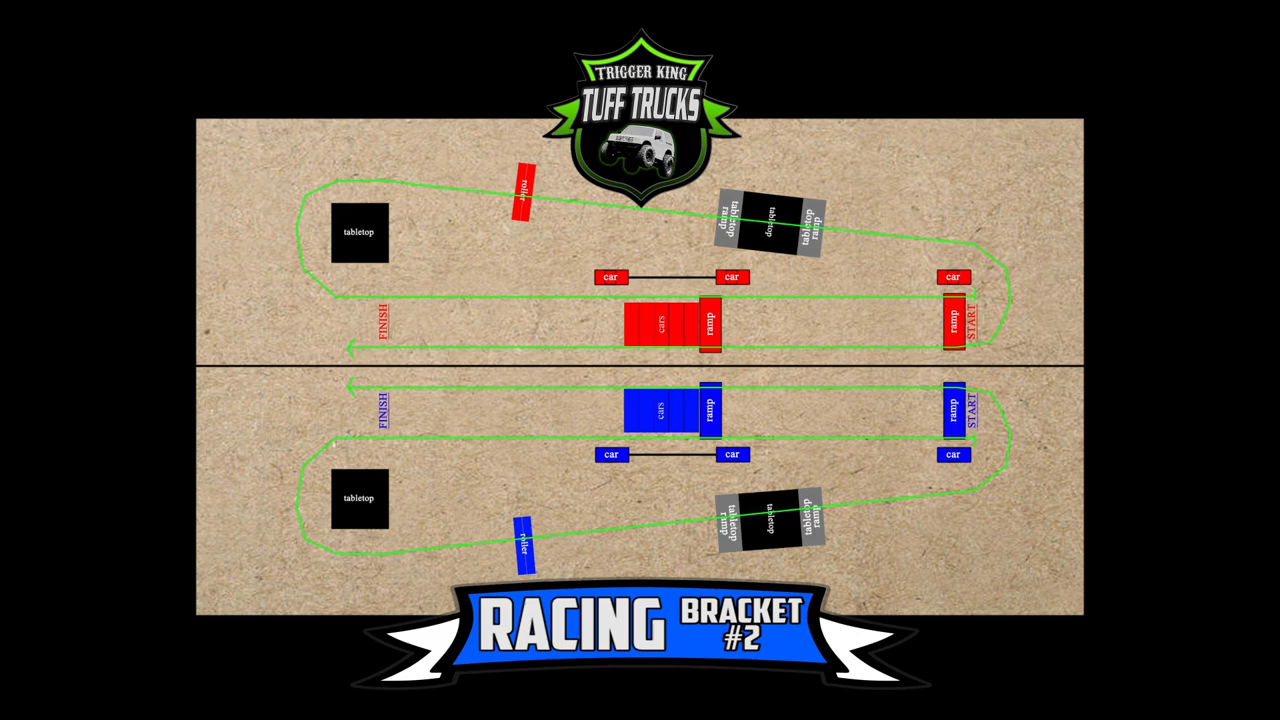 TRIGGER KING
TUFF TRUCKS
roller
tabletop ramp
tabletop
tabletop ramp
tabletop
car
car
car
FINISH
cars
ramp
ramp
START
FINISH
cars
ramp
ramp
START
car
car
car
tabletop
tabletop ramp
tabletop
tabletop ramp
roller
RACING
BRACKET
#2